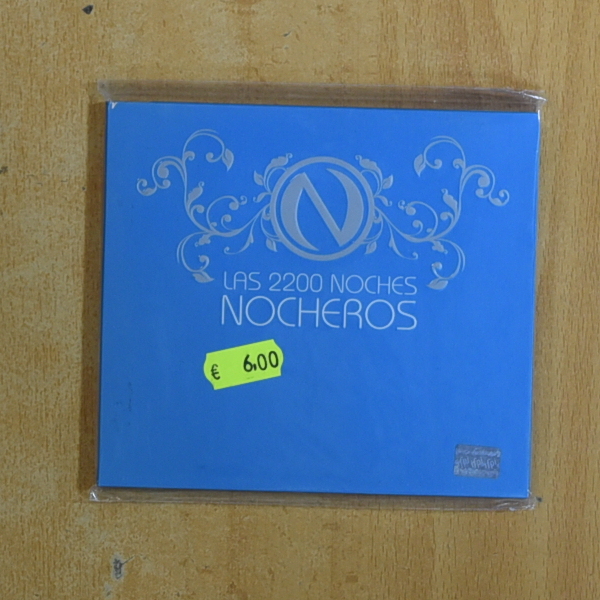 N
LAS 2200 NOCHES
NOCHEROS
€ 6,00